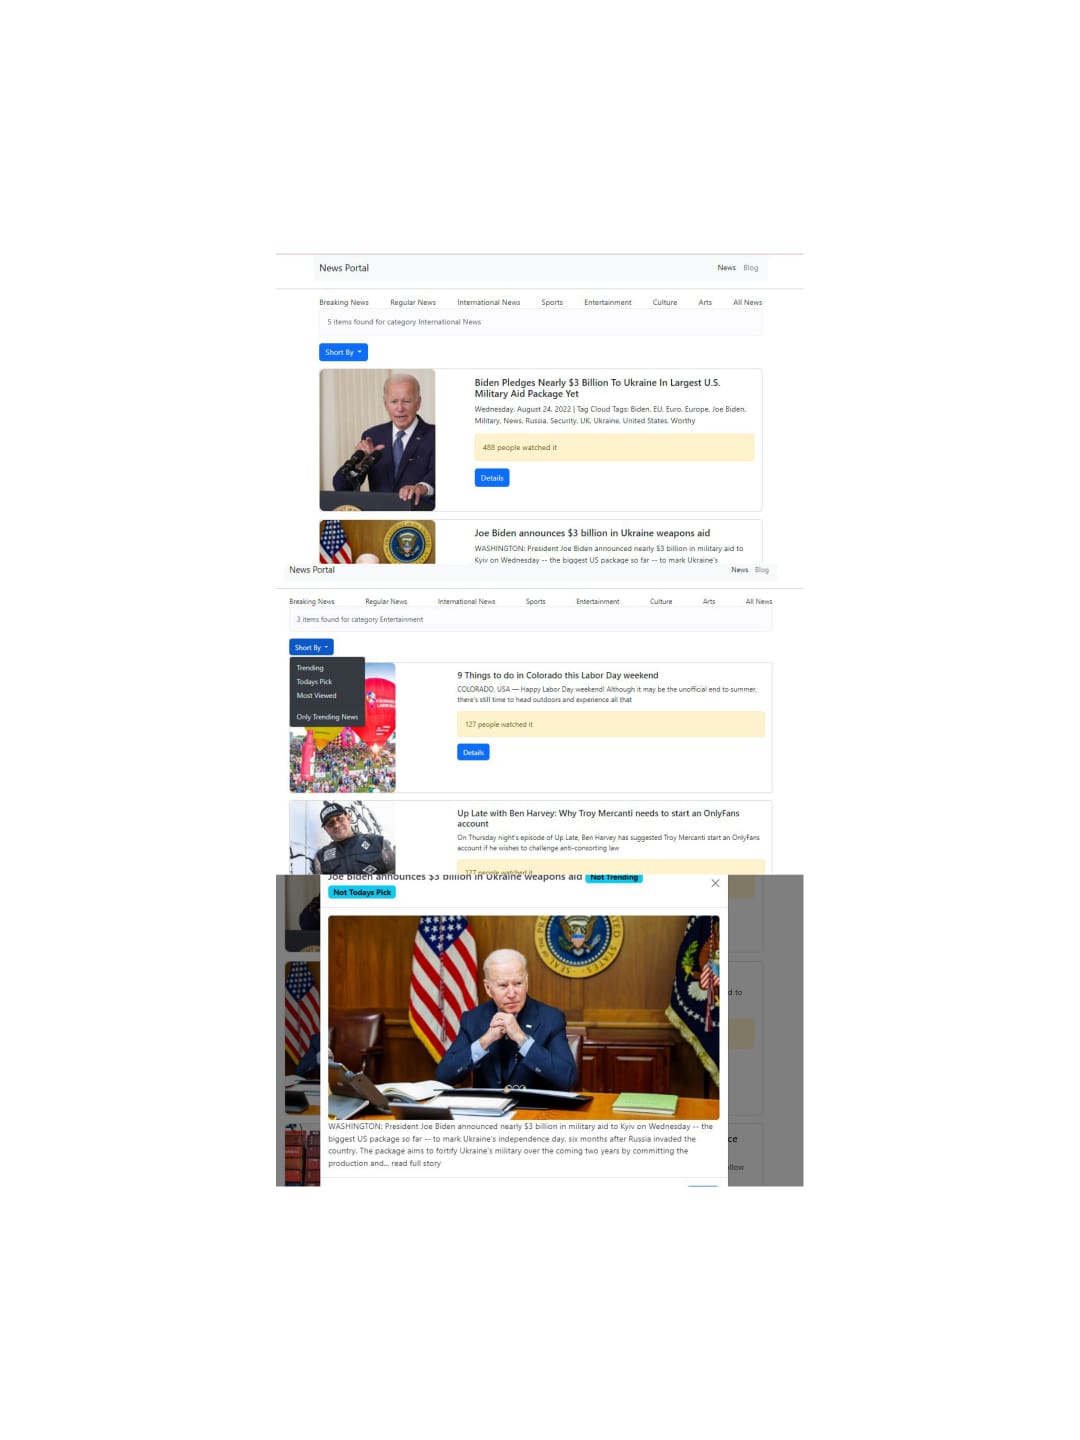 News Portal
News Blog
Breaking News Regular News International News Sports Entertainment Culture Arts All News
5 items found for category International News
Short By
Biden Pledges Nearly $3 Billion To Ukraine In Largest U.S.
Military Aid Package Yet
Wednesday, August 24, 2022 | Tag Cloud Tags: Biden, EU, Euro, Europe, Joe Biden,
Military, News, Russia, Security, UK, Ukraine, United States, Worthy
488 people watched it
Details
Joe Biden announces $3 billion in Ukraine weapons aid
WASHINGTON: President Joe Biden announced nearly $3 billion in military aid to
Kyiv on Wednesday -- the biggest US package so far -- to mark Ukraine's
News Portal
News Blog
Breaking News Regular News International News Sports Entertainment Culture Arts All News
3 items found for category Entertainment
Short By
Trending
Todays Pick
Most Viewed
Only Trending News
9 Things to do in Colorado this Labor Day weekend
COLORADO, USA — Happy Labor Day weekend! Although it may be the unofficial end to summer,
there's still time to head outdoors and experience all that
127 people watched it
Details
Up Late with Ben Harvey: Why Troy Mercanti needs to start an OnlyFans
account
On Thursday night's episode of Up Late, Ben Harvey has suggested Troy Mercanti start an OnlyFans
account if he wishes to challenge anti-consorting law
127 people watched it
Joe Biden announces $3 billion in Ukraine weapons aid Not Trending
Not Todays Pick
d to
WASHINGTON: President Joe Biden announced nearly $3 billion in military aid to Kyiv on Wednesday -- the
biggest US package so far -- to mark Ukraine's independence day, six months after Russia invaded the
country. The package aims to fortify Ukraine's military over the coming two years by committing the
production and... read full story
ce
llow